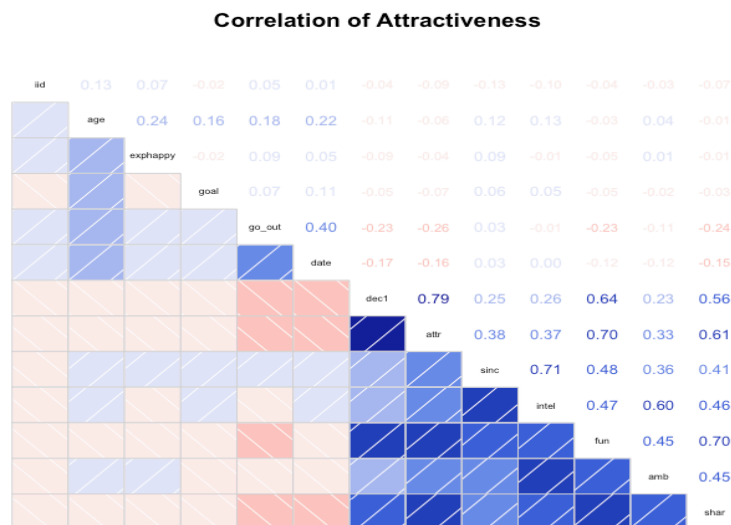 Correlation of Attractiveness
iid 0.13 0.07 -0.02 0.05 0.01 -0.04 -0.09 -0.13 -0.10 -0.04 -0.03 -0.07
age 0.24 0.16 0.18 0.22 -0.11 -0.06 0.12 0.13 -0.03 0.04 -0.01
exphappy -0.02 0.09 0.05 -0.09 -0.04 0.09 -0.01 -0.05 0.01 -0.01
goal 0.07 0.11 -0.05 -0.07 0.06 0.05 -0.05 -0.02 -0.03
go_out 0.40 -0.23 -0.26 0.03 -0.01 -0.23 -0.11 -0.24
date -0.17 -0.16 0.03 0.00 -0.12 -0.12 -0.15
dec1 0.79 0.25 0.26 0.64 0.23 0.56
attr 0.38 0.37 0.70 0.33 0.61
sinc 0.71 0.48 0.36 0.41
intel 0.47 0.60 0.46
fun 0.45 0.70
amb 0.45
shar